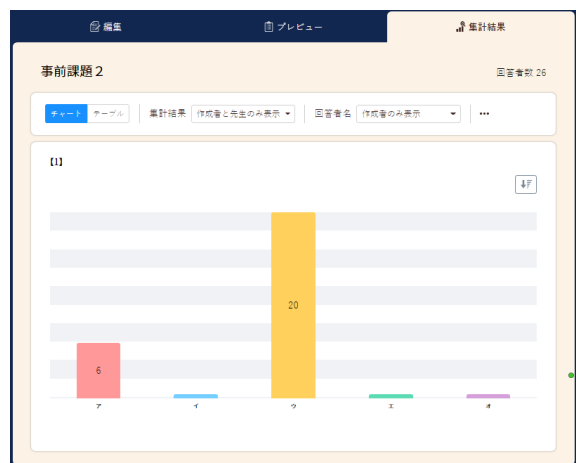 編集
プレビュー
集計結果
事前課題２
回答者数 26
チャート テーブル 集計結果 作成者と先生のみ表示 回答者名 作成者のみ表示 •••
【1】
20
6
ア イ ウ エ オ